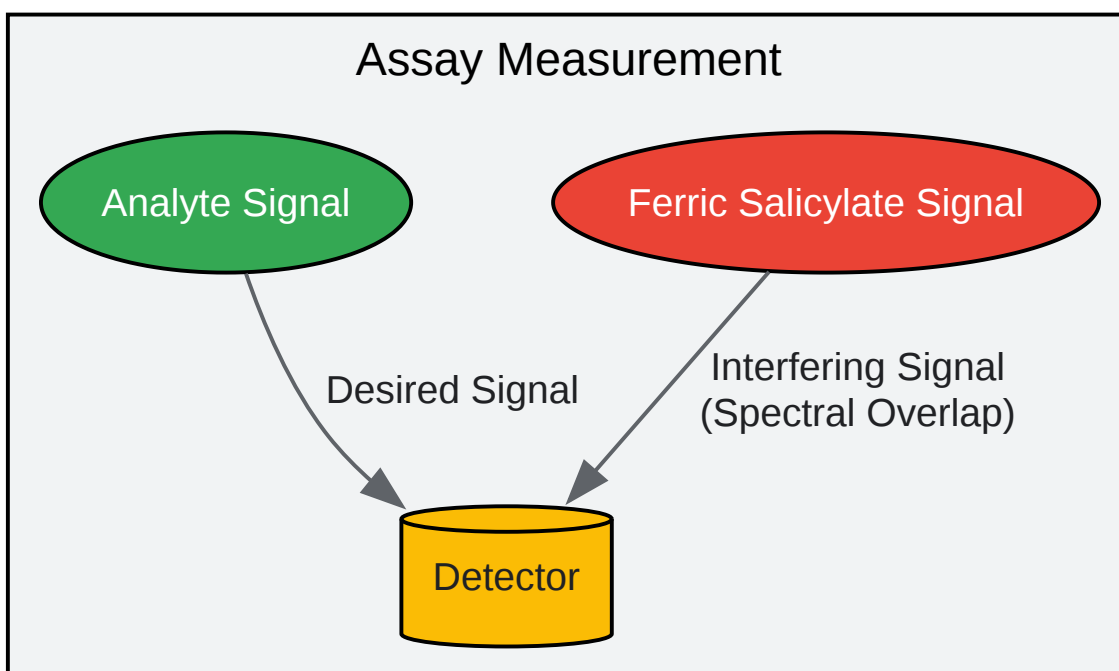 Assay Measurement
Analyte Signal
Ferric Salicylate Signal
Desired Signal
Interfering Signal
(Spectral Overlap)
Detector